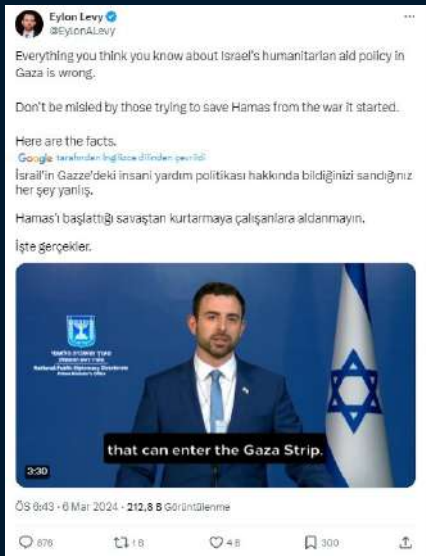 Eylon Levy
@EylonALevy
Everything you think you know about Israel's humanitarian aid policy in
Gaza is wrong.
Don't be misled by those trying to save Hamas from the war it started.
Here are the facts.
Google tarafından İngilizce dilinden çevrildi
İsrail'in Gazze'deki insani yardım politikası hakkında bildiğinizi sandığınız
her şey yanlış.
Hamas'ı başlattığı savaştan kurtarmaya çalışanlara aldanmayın.
İşte gerçekler.
National Public Diplomacy Directorate
Prime Minister's Office
that can enter the Gaza Strip.
3:30
ÖS 6:43 · 6 Mar 2024 · 212,8 B Görüntülenme
876
1 B
4 B
300